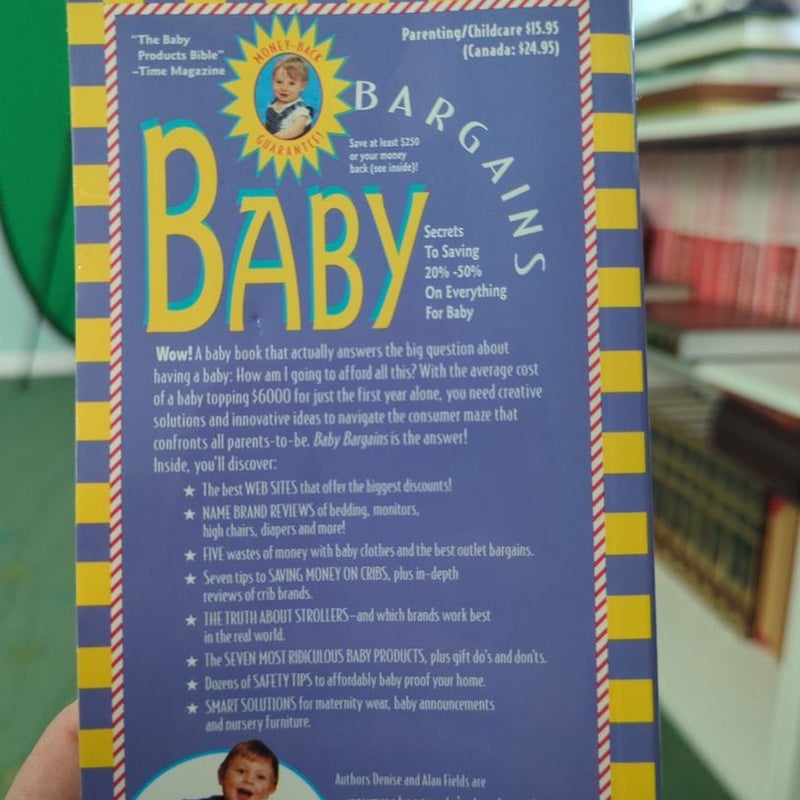 "The Baby
Products Bible"
–Time Magazine
MONEY-BACK
GUARANTEE!
Parenting/Childcare $15.95
(Canada: $24.95)
BARGAINS
Save at least $250
or your money
back (see inside)!
BABY
Secrets
To Saving
20% -50%
On Everything
For Baby
Wow! A baby book that actually answers the big question about
having a baby: How am I going to afford all this? With the average cost
of a baby topping $6000 for just the first year alone, you need creative
solutions and innovative ideas to navigate the consumer maze that
confronts all parents-to-be. Baby Bargains is the answer!
Inside, you'll discover:
★ The best WEB SITES that offer the biggest discounts!
★ NAME BRAND REVIEWS of bedding, monitors,
high chairs, diapers and more!
★ FIVE wastes of money with baby clothes and the best outlet bargains.
★ Seven tips to SAVING MONEY ON CRIBS, plus in-depth
reviews of crib brands.
★ THE TRUTH ABOUT STROLLERS–and which brands work best
in the real world.
★ The SEVEN MOST RIDICULOUS BABY PRODUCTS, plus gift do's and don'ts.
★ Dozens of SAFETY TIPS to affordably baby proof your home.
★ SMART SOLUTIONS for maternity wear, baby announcements
and nursery furniture.
Authors Denise and Alan Fields are